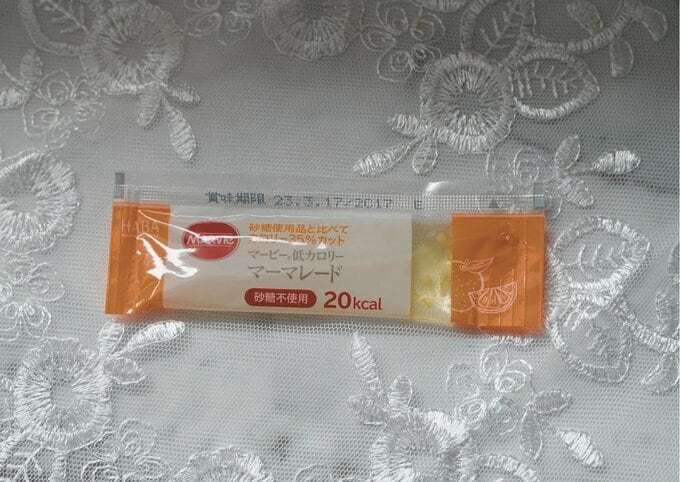 賞味期限 23.3.17/2017
HABA
MARVIE
砂糖使用品と比べて
カロリー35%カット
マービー®低カロリー
マーマレード
砂糖不使用 20kcal